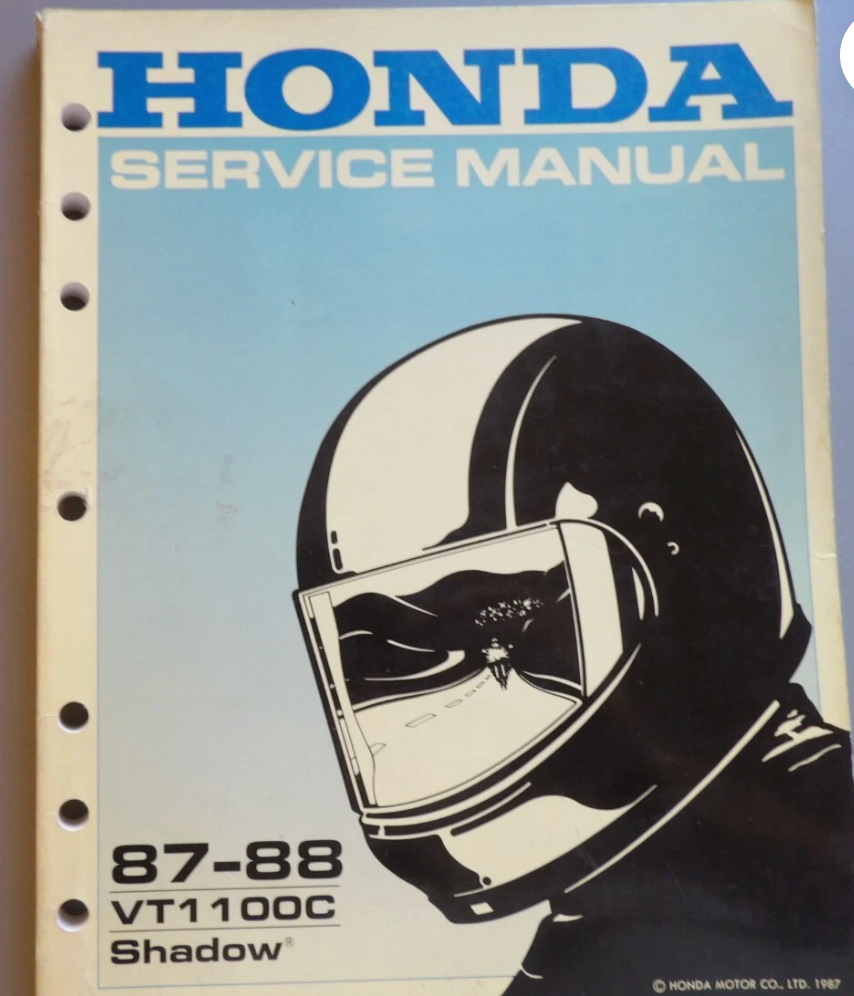 HONDA
SERVICE MANUAL
87-88
VT1100C
Shadow®
© HONDA MOTOR CO., LTD. 1987